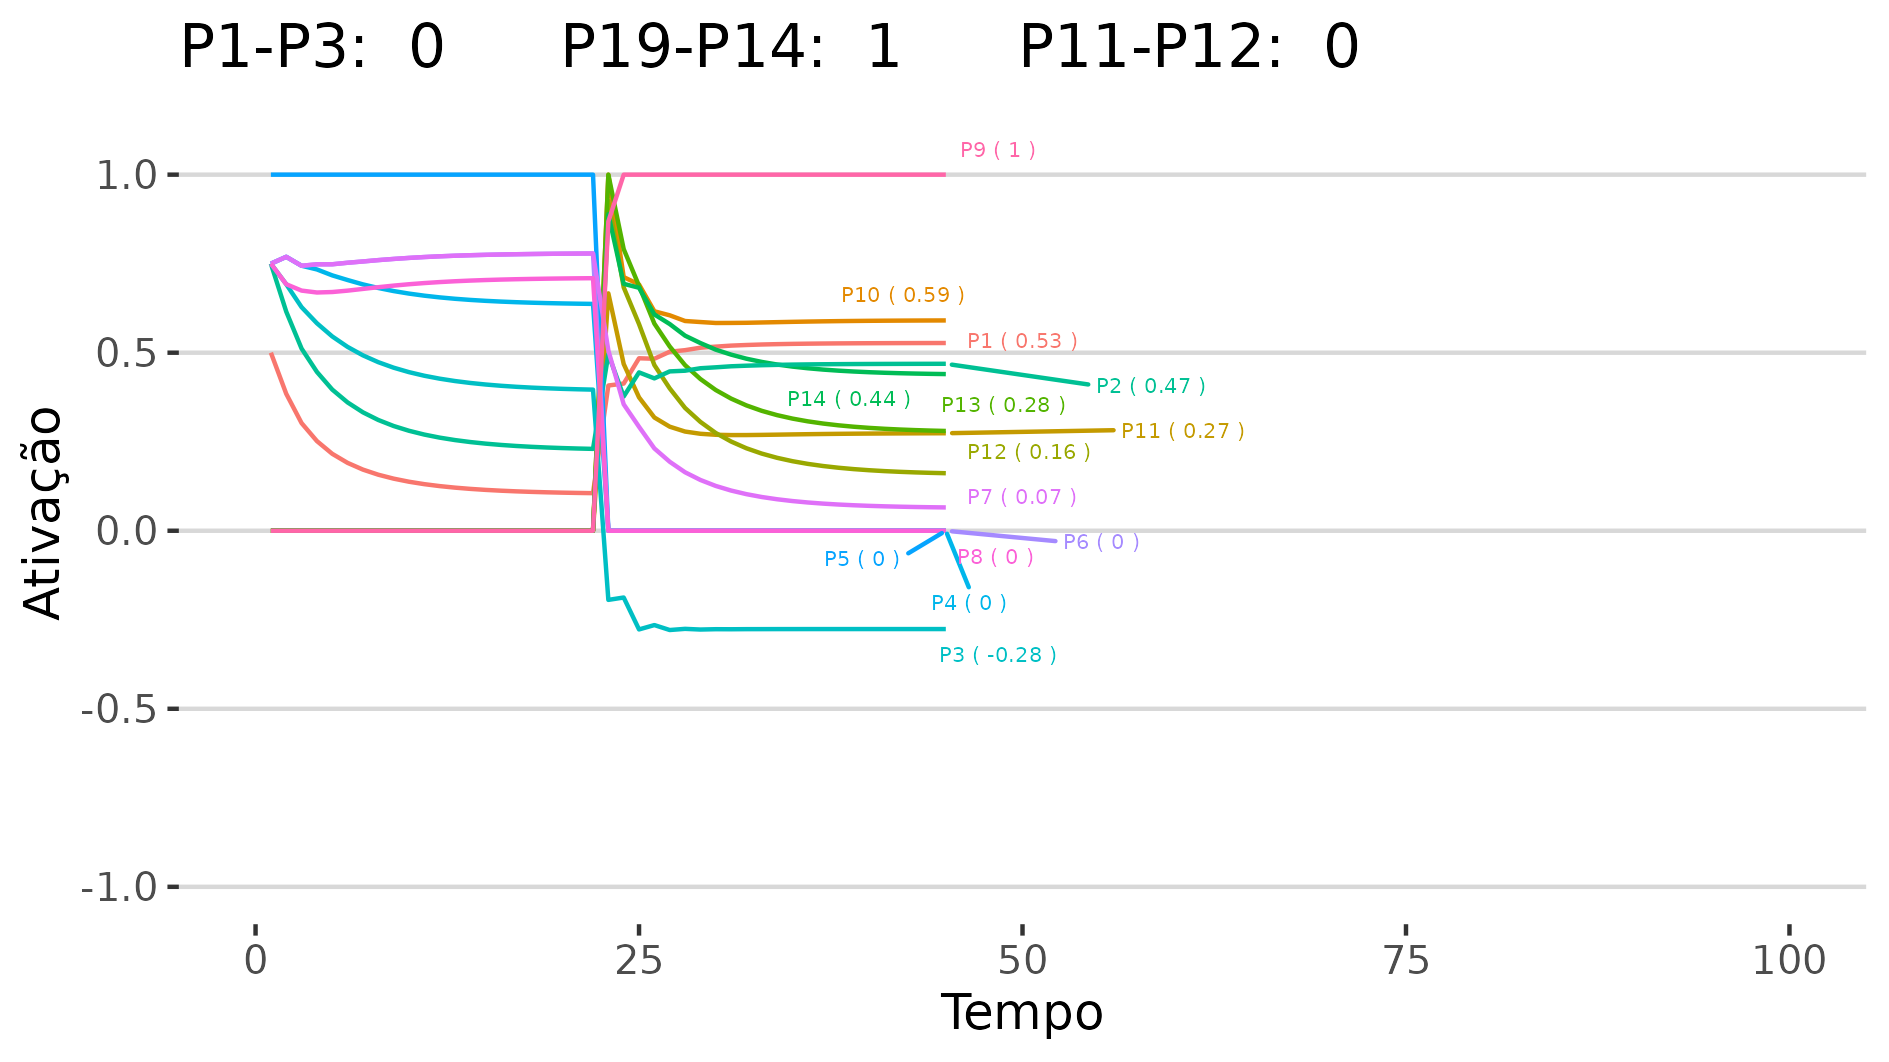 P1-P3: 0 P19-P14: 1 P11-P12: 0
P9 ( 1 )
1.0
P10 ( 0.59 )
P1 ( 0.53 )
0.5
P2 ( 0.47 )
P14 ( 0.44 )
P13 ( 0.28 )
P11 ( 0.27 )
P12 ( 0.16 )
P7 ( 0.07 )
0.0
P6 ( 0 )
P5 ( 0 )
P8 ( 0 )
P4 ( 0 )
P3 ( -0.28 )
-0.5
-1.0
Ativação
0 25 50 75 100
Tempo